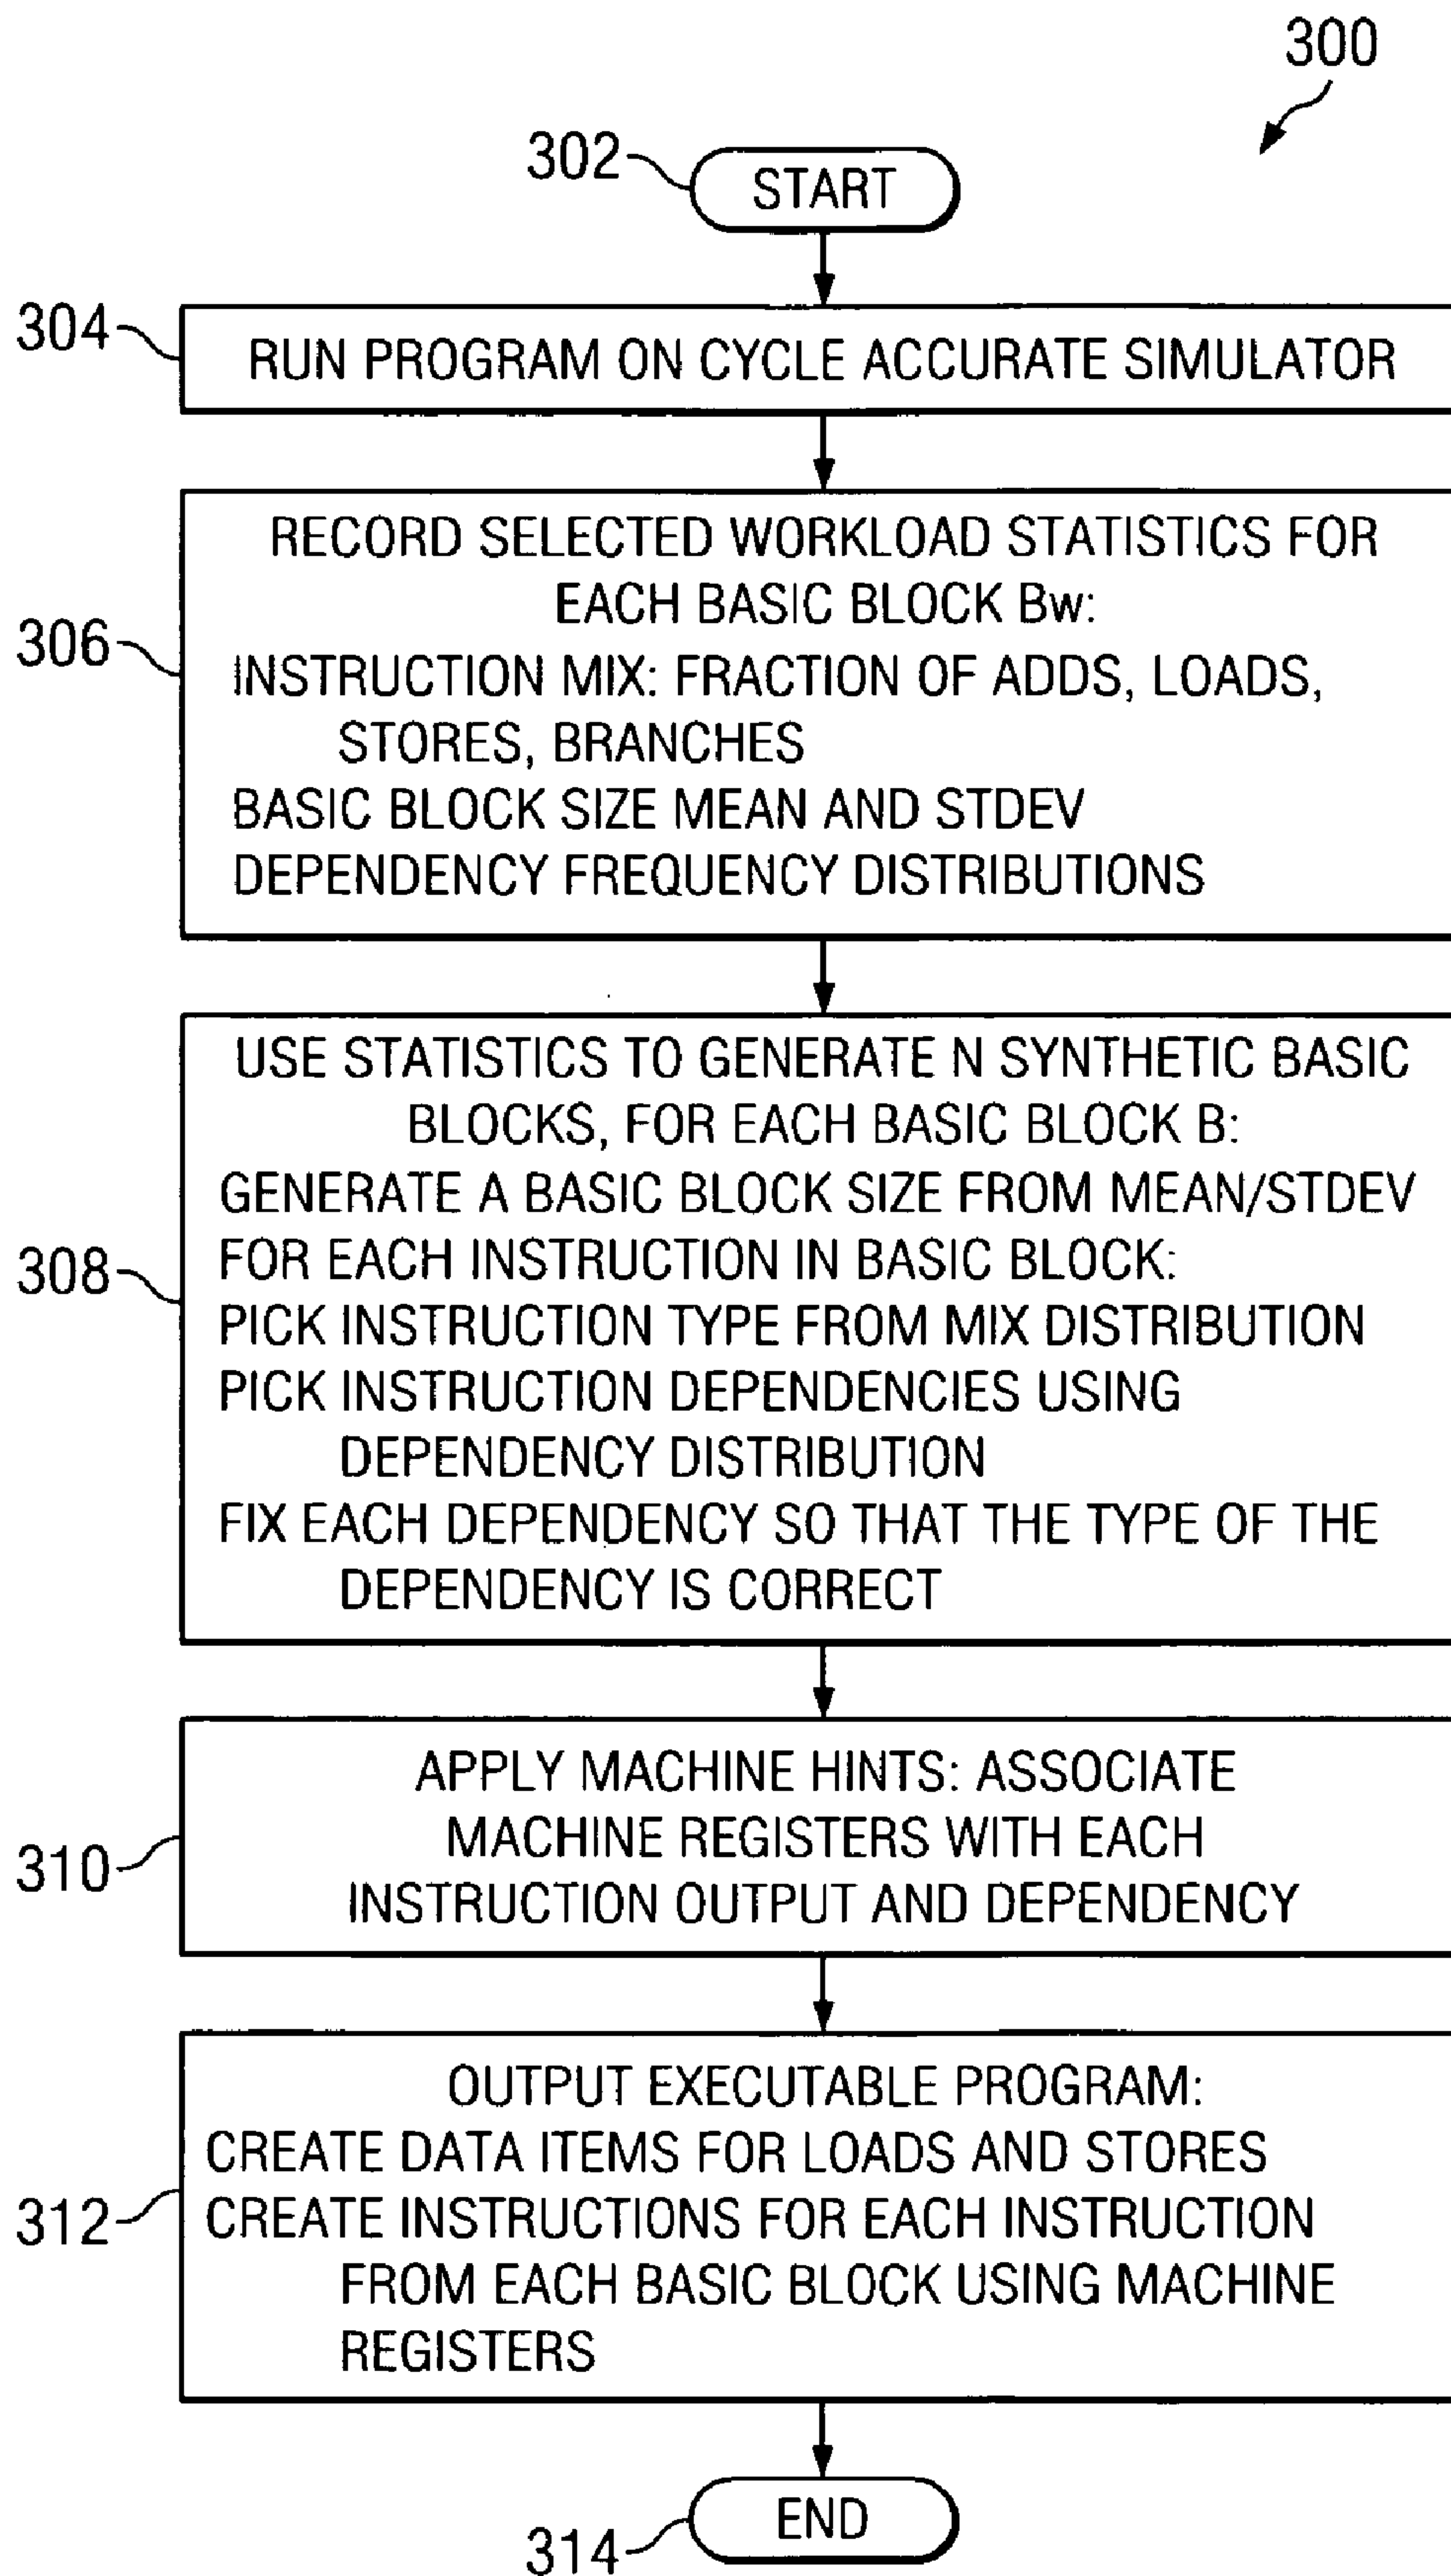 300
302
START
304
RUN PROGRAM ON CYCLE ACCURATE SIMULATOR
RECORD SELECTED WORKLOAD STATISTICS FOR
EACH BASIC BLOCK Bw:
306
INSTRUCTION MIX: FRACTION OF ADDS, LOADS,
STORES, BRANCHES
BASIC BLOCK SIZE MEAN AND STDEV
DEPENDENCY FREQUENCY DISTRIBUTIONS
USE STATISTICS TO GENERATE N SYNTHETIC BASIC
BLOCKS, FOR EACH BASIC BLOCK B:
GENERATE A BASIC BLOCK SIZE FROM MEAN/STDEV
308
FOR EACH INSTRUCTION IN BASIC BLOCK:
PICK INSTRUCTION TYPE FROM MIX DISTRIBUTION
PICK INSTRUCTION DEPENDENCIES USING
DEPENDENCY DISTRIBUTION
FIX EACH DEPENDENCY SO THAT THE TYPE OF THE
DEPENDENCY IS CORRECT
APPLY MACHINE HINTS: ASSOCIATE
MACHINE REGISTERS WITH EACH
310
INSTRUCTION OUTPUT AND DEPENDENCY
OUTPUT EXECUTABLE PROGRAM:
CREATE DATA ITEMS FOR LOADS AND STORES
312
CREATE INSTRUCTIONS FOR EACH INSTRUCTION
FROM EACH BASIC BLOCK USING MACHINE
REGISTERS
END
314